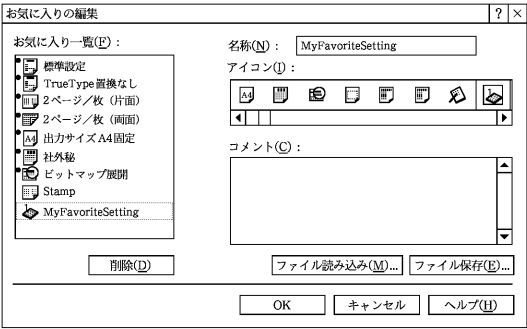 お気に入りの編集 ? ×
お気に入り一覧(F)：
標準設定
TrueType置換なし
2ページ／枚（片面）
2ページ／枚（両面）
A4 出力サイズA4固定
社外秘
ビットマップ展開
Stamp
MyFavoriteSetting
削除(D)
名称(N)： MyFavoriteSetting
アイコン(I)：
A4
コメント(C)：
ファイル読み込み(M)... ファイル保存(E)...
OK キャンセル ヘルプ(H)